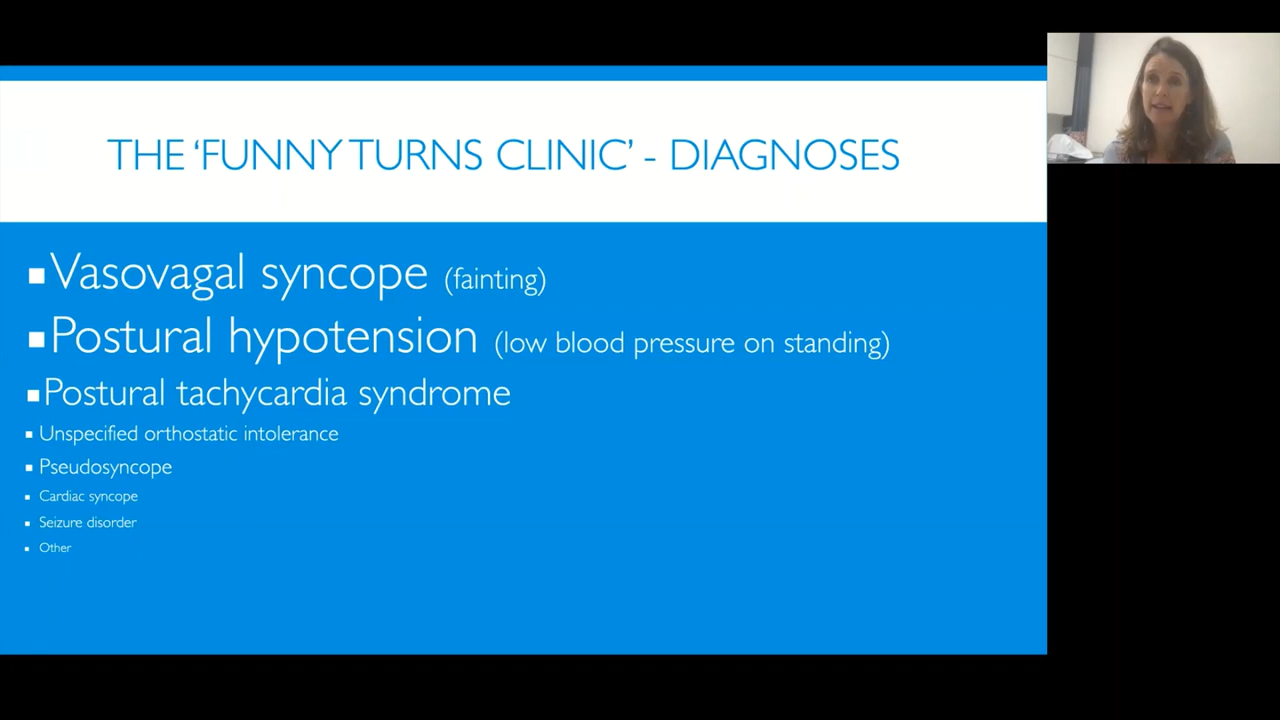 THE ‘FUNNY TURNS CLINIC’ - DIAGNOSES
▪Vasovagal syncope (fainting)
▪Postural hypotension (low blood pressure on standing)
▪Postural tachycardia syndrome
▪ Unspecified orthostatic intolerance
▪ Pseudosyncope
▪ Cardiac syncope
▪ Seizure disorder
▪ Other